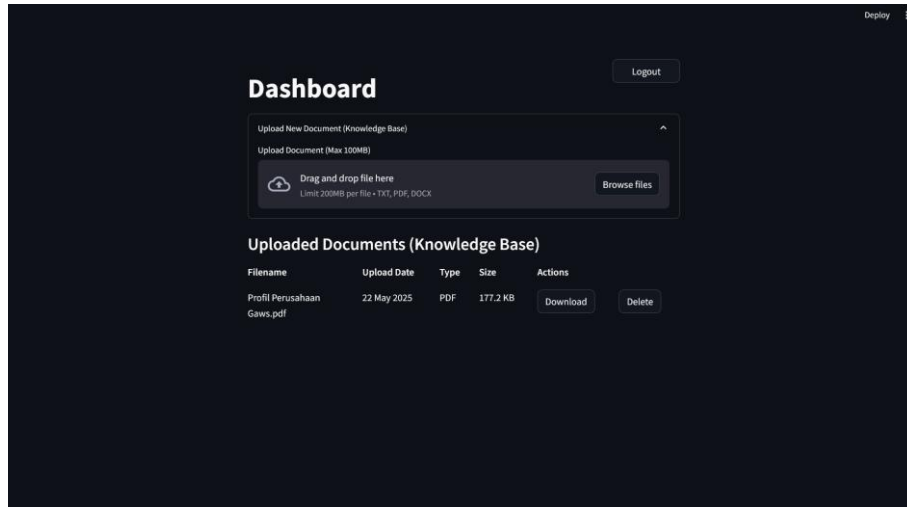 Deploy
Logout
Dashboard
Upload New Document (Knowledge Base)
Upload Document (Max 100MB)
Drag and drop file here
Limit 200MB per file • TXT, PDF, DOCX
Browse files
Uploaded Documents (Knowledge Base)
Filename Upload Date Type Size Actions
Profil Perusahaan 22 May 2025 PDF 177.2 KB Download Delete
Gaws.pdf